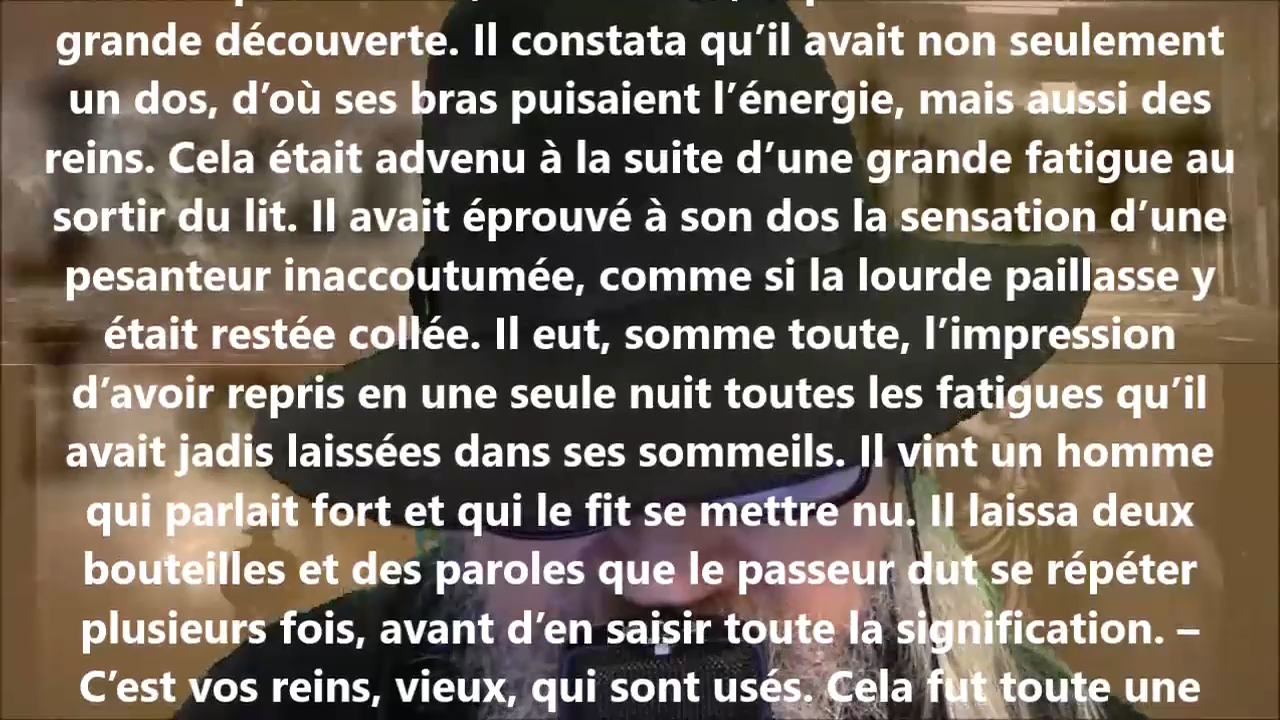 grande découverte. Il constata qu’il avait non seulement
un dos, d’où ses bras puisaient l’énergie, mais aussi des
reins. Cela était advenu à la suite d’une grande fatigue au
sortir du lit. Il avait éprouvé à son dos la sensation d’une
pesanteur inaccoutumée, comme si la lourde paillasse y
était restée collée. Il eut, somme toute, l’impression
d’avoir repris en une seule nuit toutes les fatigues qu’il
avait jadis laissées dans ses sommeils. Il vint un homme
qui parlait fort et qui le fit se mettre nu. Il laissa deux
bouteilles et des paroles que le passeur dut se répéter
plusieurs fois, avant d’en saisir toute la signification. –
C’est vos reins, vieux, qui sont usés. Cela fut toute une